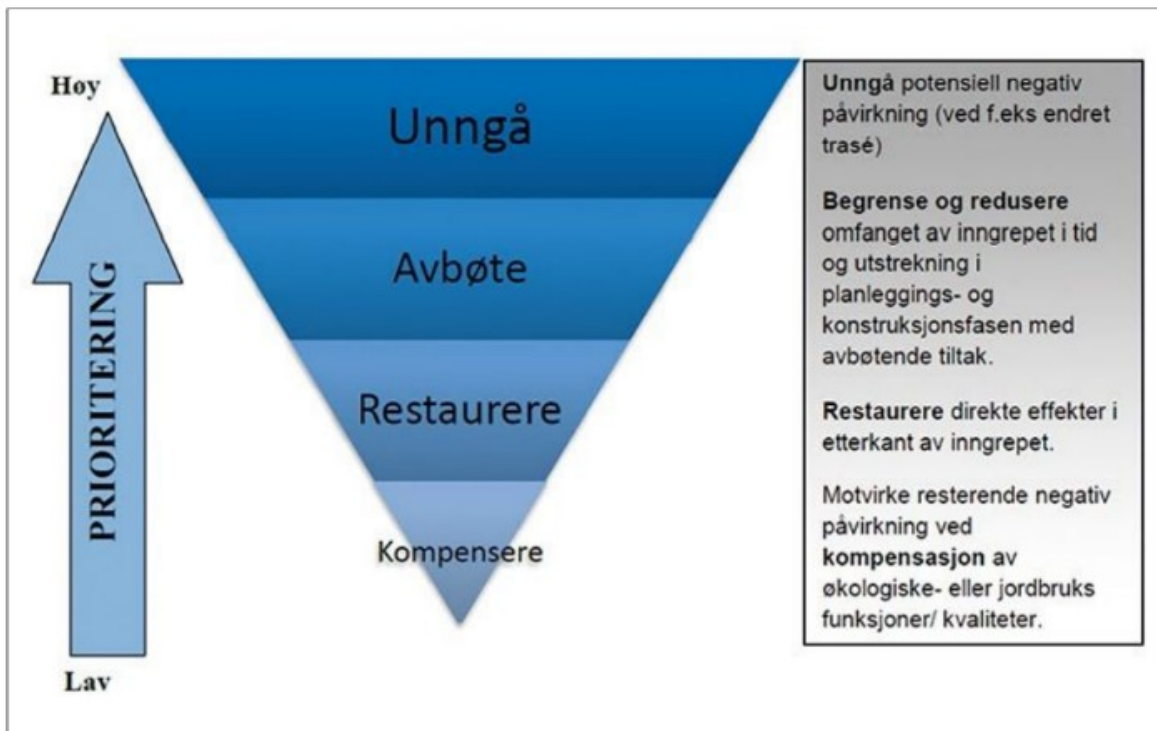 Høy
PRIORITERING
Lav
Unngå
Avbøte
Restaurere
Kompensere
Unngå potensiell negativ
påvirkning (ved f.eks endret
trasé)
Begrense og redusere
omfanget av inngrepet i tid
og utstrekning i
planleggings- og
konstruksjonsfasen med
avbøtende tiltak.
Restaurere direkte effekter i
etterkant av inngrepet.
Motvirke resterende negativ
påvirkning ved
kompensasjon av
økologiske- eller jordbruks
funksjoner/ kvaliteter.